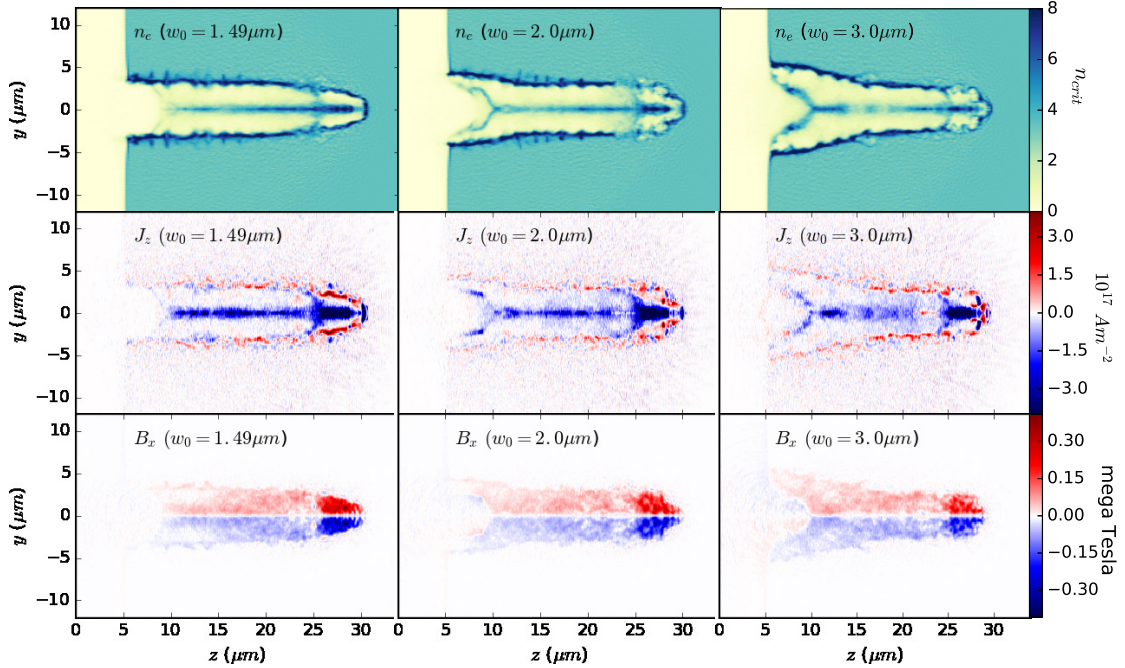 10
5
0
−5
−10
y (μm)
n_e (w_0 = 1.49μm)
n_e (w_0 = 2.0μm)
n_e (w_0 = 3.0μm)
8
6
4
2
0
n_crit
10
5
0
−5
−10
y (μm)
J_z (w_0 = 1.49μm)
J_z (w_0 = 2.0μm)
J_z (w_0 = 3.0μm)
3.0
1.5
0.0
−1.5
−3.0
10^17 Am^−2
10
5
0
−5
−10
y (μm)
B_x (w_0 = 1.49μm)
B_x (w_0 = 2.0μm)
B_x (w_0 = 3.0μm)
0.30
0.15
0.00
−0.15
−0.30
mega Tesla
0 5 10 15 20 25 30
0 5 10 15 20 25 30
0 5 10 15 20 25 30
z (μm)
z (μm)
z (μm)